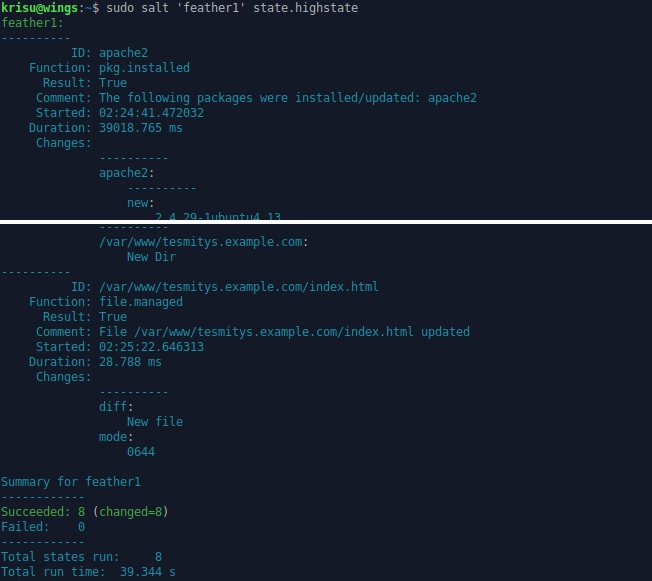 krisu@wings:~$ sudo salt 'feather1' state.highstate
feather1:
----------
          ID: apache2
    Function: pkg.installed
      Result: True
     Comment: The following packages were installed/updated: apache2
     Started: 02:24:41.472032
    Duration: 39018.765 ms
     Changes:
              ----------
              apache2:
                  ----------
                  new:
                      2.4.29-1ubuntu4.13
              ----------
              /var/www/tesmitys.example.com:
                  New Dir
----------
          ID: /var/www/tesmitys.example.com/index.html
    Function: file.managed
      Result: True
     Comment: File /var/www/tesmitys.example.com/index.html updated
     Started: 02:25:22.646313
    Duration: 28.788 ms
     Changes:
              ----------
              diff:
                  New file
              mode:
                  0644

Summary for feather1
------------
Succeeded: 8 (changed=8)
Failed:    0
------------
Total states run:     8
Total run time:  39.344 s